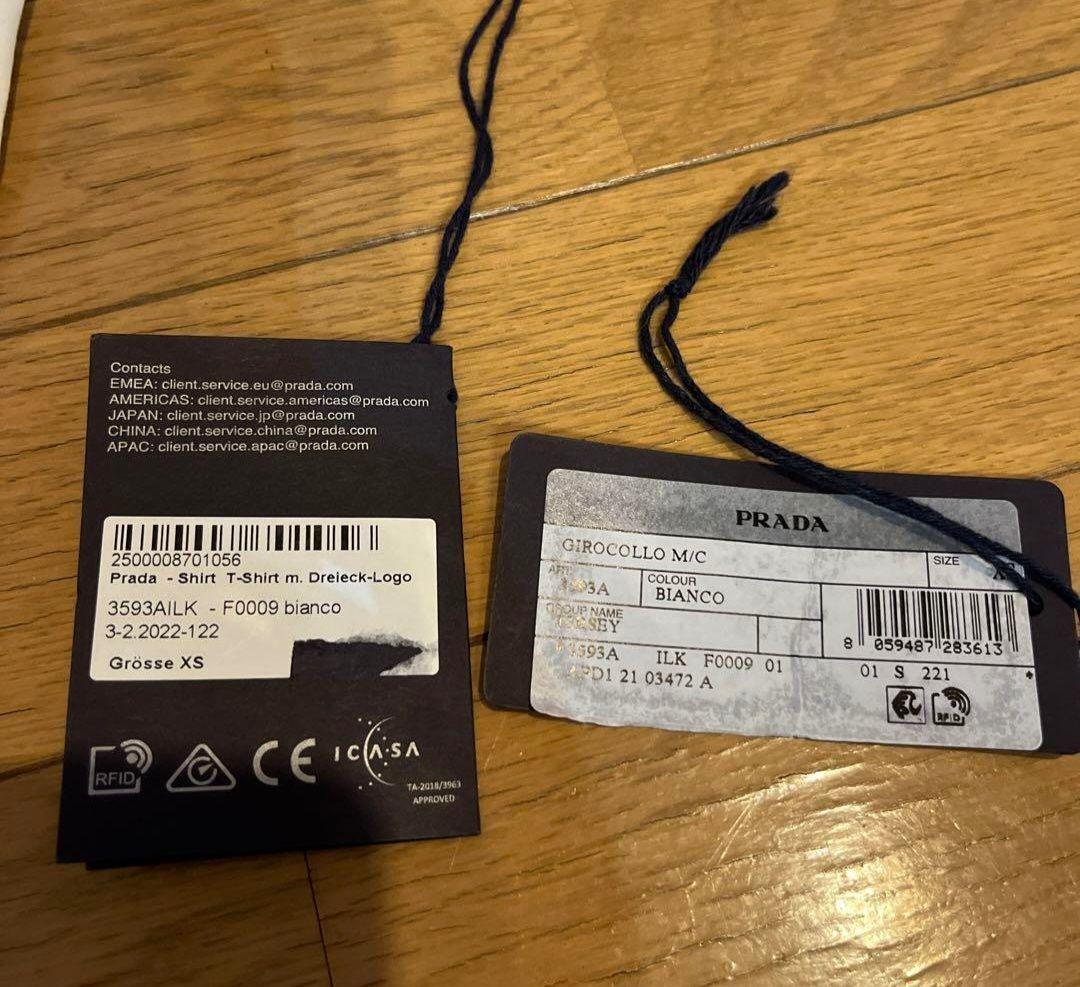 Contacts
EMEA: client.service.eu@prada.com
AMERICAS: client.service.americas@prada.com
JAPAN: client.service.jp@prada.com
CHINA: client.service.china@prada.com
APAC: client.service.apac@prada.com
2500008701056
Prada - Shirt T-Shirt m. Dreieck-Logo
3593AILK - F0009 bianco
3-2.2022-122
Grösse XS
RFID
CE
ICASA
TA-2018/3963
APPROVED
PRADA
GIROCOLLO M/C
SIZE
ART
COLOUR
BIANCO
GROUP NAME
8 059487 283613
ILK F0009 01
01 S 221
21 03472 A
RFID